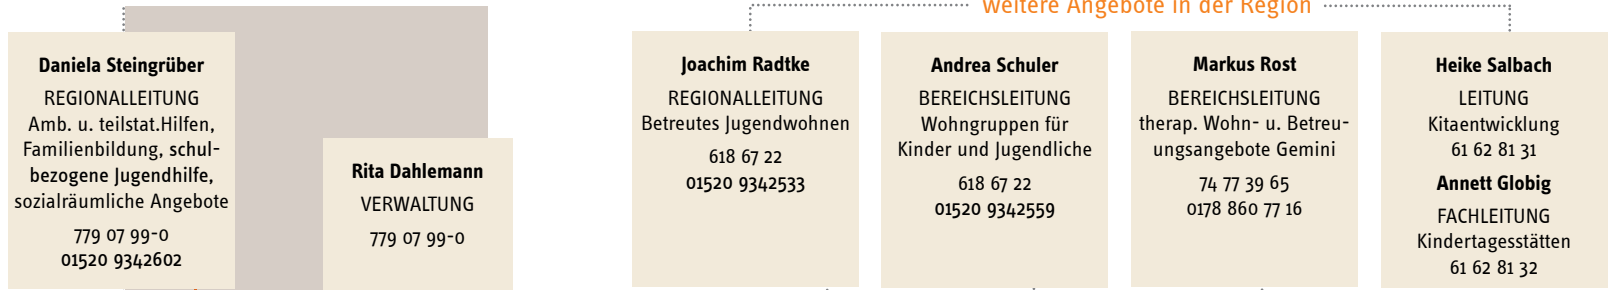 weitere Angebote in der Region
Daniela Steingrüber
REGIONALLEITUNG
Amb. u. teilstat.Hilfen,
Familienbildung, schul-
bezogene Jugendhilfe,
sozialräumliche Angebote
779 07 99-0
01520 9342602
Rita Dahlemann
VERWALTUNG
779 07 99-0
Joachim Radtke
REGIONALLEITUNG
Betreutes Jugendwohnen
618 67 22
01520 9342533
Andrea Schuler
BEREICHSLEITUNG
Wohngruppen für
Kinder und Jugendliche
618 67 22
01520 9342559
Markus Rost
BEREICHSLEITUNG
therap. Wohn- u. Betreu-
ungsangebote Gemini
74 77 39 65
0178 860 77 16
Heike Salbach
LEITUNG
Kitaentwicklung
61 62 81 31
Annett Globig
FACHLEITUNG
Kindertagesstätten
61 62 81 32